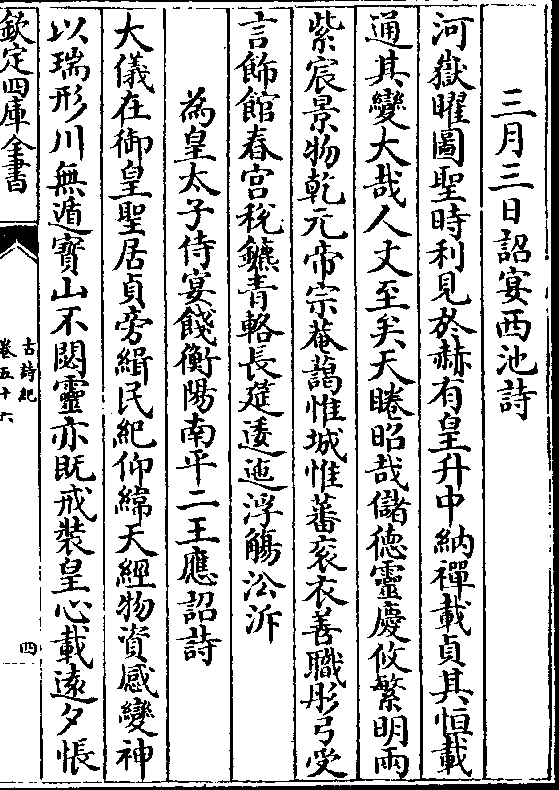 三月三日詔宴西池詩
河嶽曜圖聖時利見於赫有皇升中納禪載貞其恒載
通其變大哉人文至矣天睠昭哉儲德靈慶攸繁明兩
紫宸景物乾元帝宗菴藹惟城惟蕃衮衣善職彤弓受
言飾館春宮稅鑣青輅長筵逶迤浮觴沿泝
為皇太子侍宴餞衡陽南平二王應詔詩
大儀在御皇聖居貞旁緝民紀仰緯天經物資感變神
以瑞形川無遁寶山不閟靈亦既戒裝皇心載遠夕帳
欽定四庫全書
古詩紀
卷五十六
四